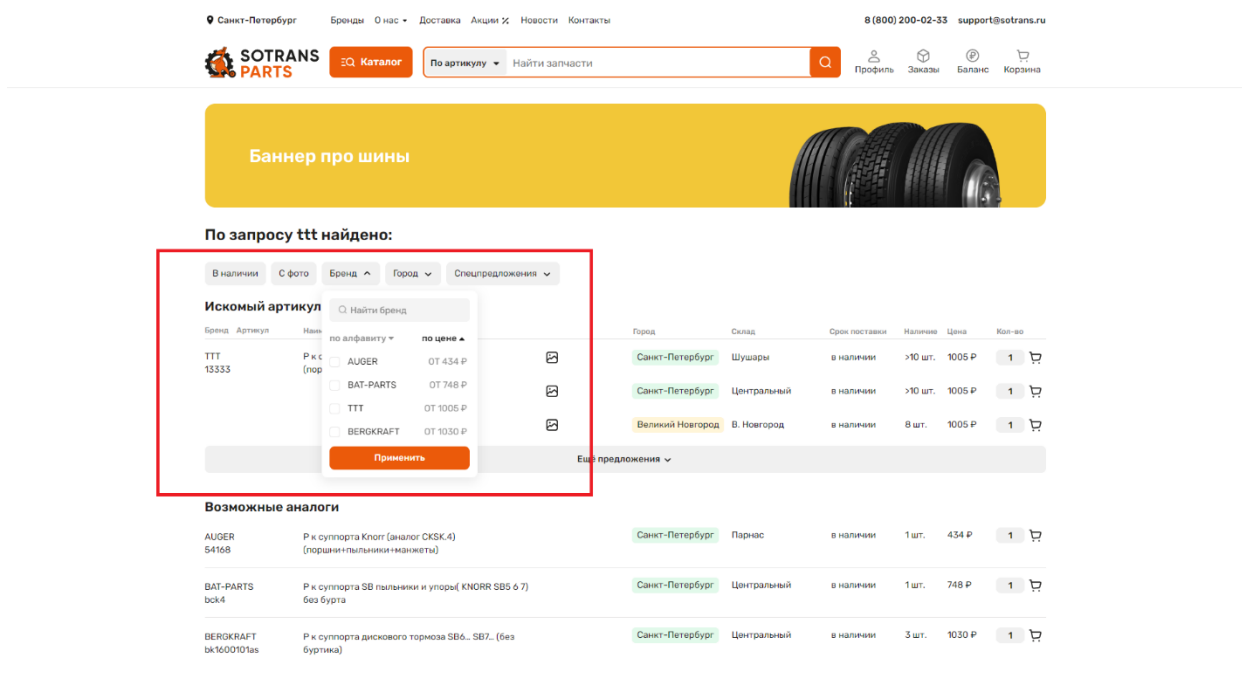 Санкт-Петербург Бренды О нас Доставка Акции Новости Контакты 8 (800) 200-02-33 support@sotrans.ru
SOTRANS PARTS Каталог По артикулу Найти запчасти Профиль Заказы Баланс Корзина
Баннер про шины
По запросу ttt найдено:
В наличии С фото Бренд Город Спецпредложения
Искомый артикул
Найти бренд
Бренд Артикул Город Склад Срок поставки Наличие Цена Кол-во
по алфавиту по цене
TTT Санкт-Петербург Шушары в наличии >10 шт. 1005 ₽ 1
13333
AUGER ОТ 434 ₽
BAT-PARTS ОТ 748 ₽
Санкт-Петербург Центральный в наличии >10 шт. 1005 ₽ 1
TTT ОТ 1005 ₽
BERGKRAFT ОТ 1030 ₽
Великий Новгород В. Новгород в наличии 8 шт. 1005 ₽ 1
Применить
Ещё предложения
Возможные аналоги
AUGER Р к суппорта Knorr (аналог CKSK.4) Санкт-Петербург Парнас в наличии 1 шт. 434 ₽ 1
54168 (поршни+пыльники+манжеты)
BAT-PARTS Р к суппорта SB пыльники и упоры( KNORR SB5 6 7) Санкт-Петербург Центральный в наличии 1 шт. 748 ₽ 1
bck4 без бурта
BERGKRAFT Р к суппорта дискового тормоза SB6.. SB7.. (без Санкт-Петербург Центральный в наличии 3 шт. 1030 ₽ 1
bk1600101as буртика)